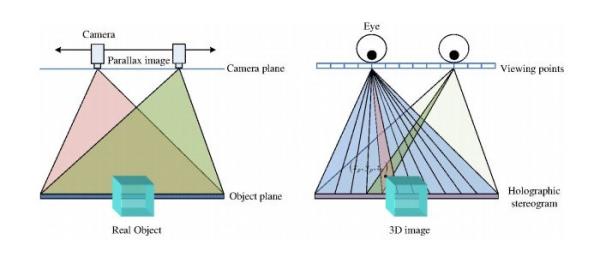 Camera
Parallax image
Camera plane
Object plane
Real Object
Eye
Viewing points
Holographic
stereogram
3D image